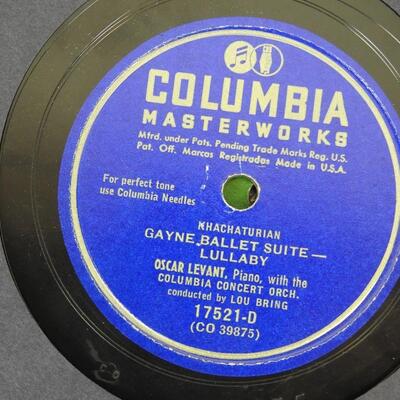 COLUMBIA
MASTERWORKS
Mfrd. under Pats. Pending Trade Marks Reg. U.S.
Pat. Off. Marcas Registradas Made in U.S.A.
For perfect tone
use Columbia Needles
KHACHATURIAN
GAYNE BALLET SUITE—
LULLABY
OSCAR LEVANT, Piano, with the
COLUMBIA CONCERT ORCH.
conducted by LOU BRING
17521-D
(CO 39875)